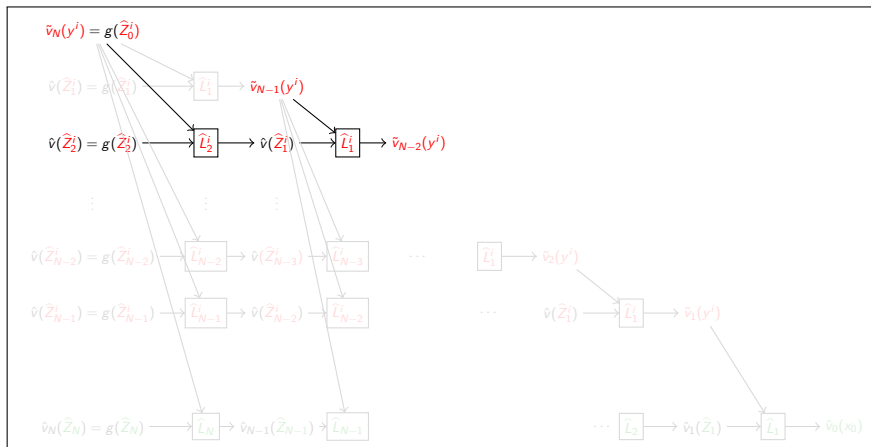 ṽ_N(y^i) = g(Ẑ_0^i)
v̂(Ẑ_1^i) = g(Ẑ_1^i) L̂_1^i ṽ_{N−1}(y^i)
v̂(Ẑ_2^i) = g(Ẑ_2^i) L̂_2^i v̂(Ẑ_1^i) L̂_1^i ṽ_{N−2}(y^i)
⋮ ⋮ ⋮
v̂(Ẑ_{N−2}^i) = g(Ẑ_{N−2}^i) L̂_{N−2}^i v̂(Ẑ_{N−3}^i) L̂_{N−3}^i ⋯ L̂_1^i ṽ_2(y^i)
v̂(Ẑ_{N−1}^i) = g(Ẑ_{N−1}^i) L̂_{N−1}^i v̂(Ẑ_{N−2}^i) L̂_{N−2}^i ⋯ v̂(Ẑ_1^i) L̂_1^i ṽ_1(y^i)
v̂_N(Ẑ_N) = g(Ẑ_N) L̂_N v̂_{N−1}(Ẑ_{N−1}) L̂_{N−1} ⋯ L̂_2 v̂_1(Ẑ_1) L̂_1 v̂_0(x_0)